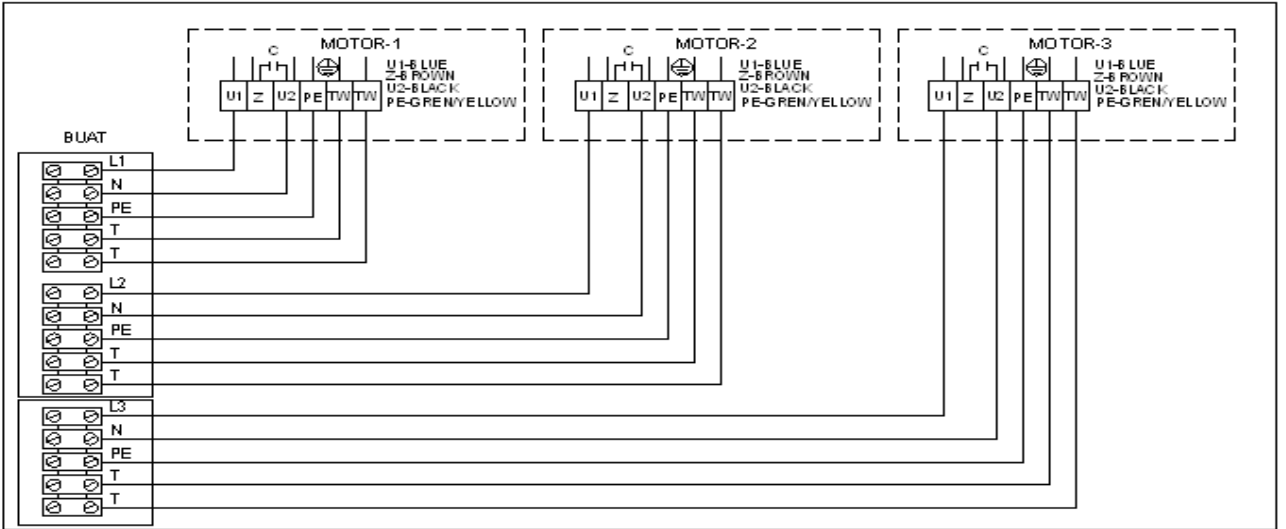 MOTOR-1
C
U1-BLUE
Z-BROWN
U2-BLACK
PE-GREN/YELLOW
U1 Z U2 PE TW TW
MOTOR-2
C
U1-BLUE
Z-BROWN
U2-BLACK
PE-GREN/YELLOW
U1 Z U2 PE TW TW
MOTOR-3
C
U1-BLUE
Z-BROWN
U2-BLACK
PE-GREN/YELLOW
U1 Z U2 PE TW TW
BUAT
L1
N
PE
T
T
L2
N
PE
T
T
L3
N
PE
T
T